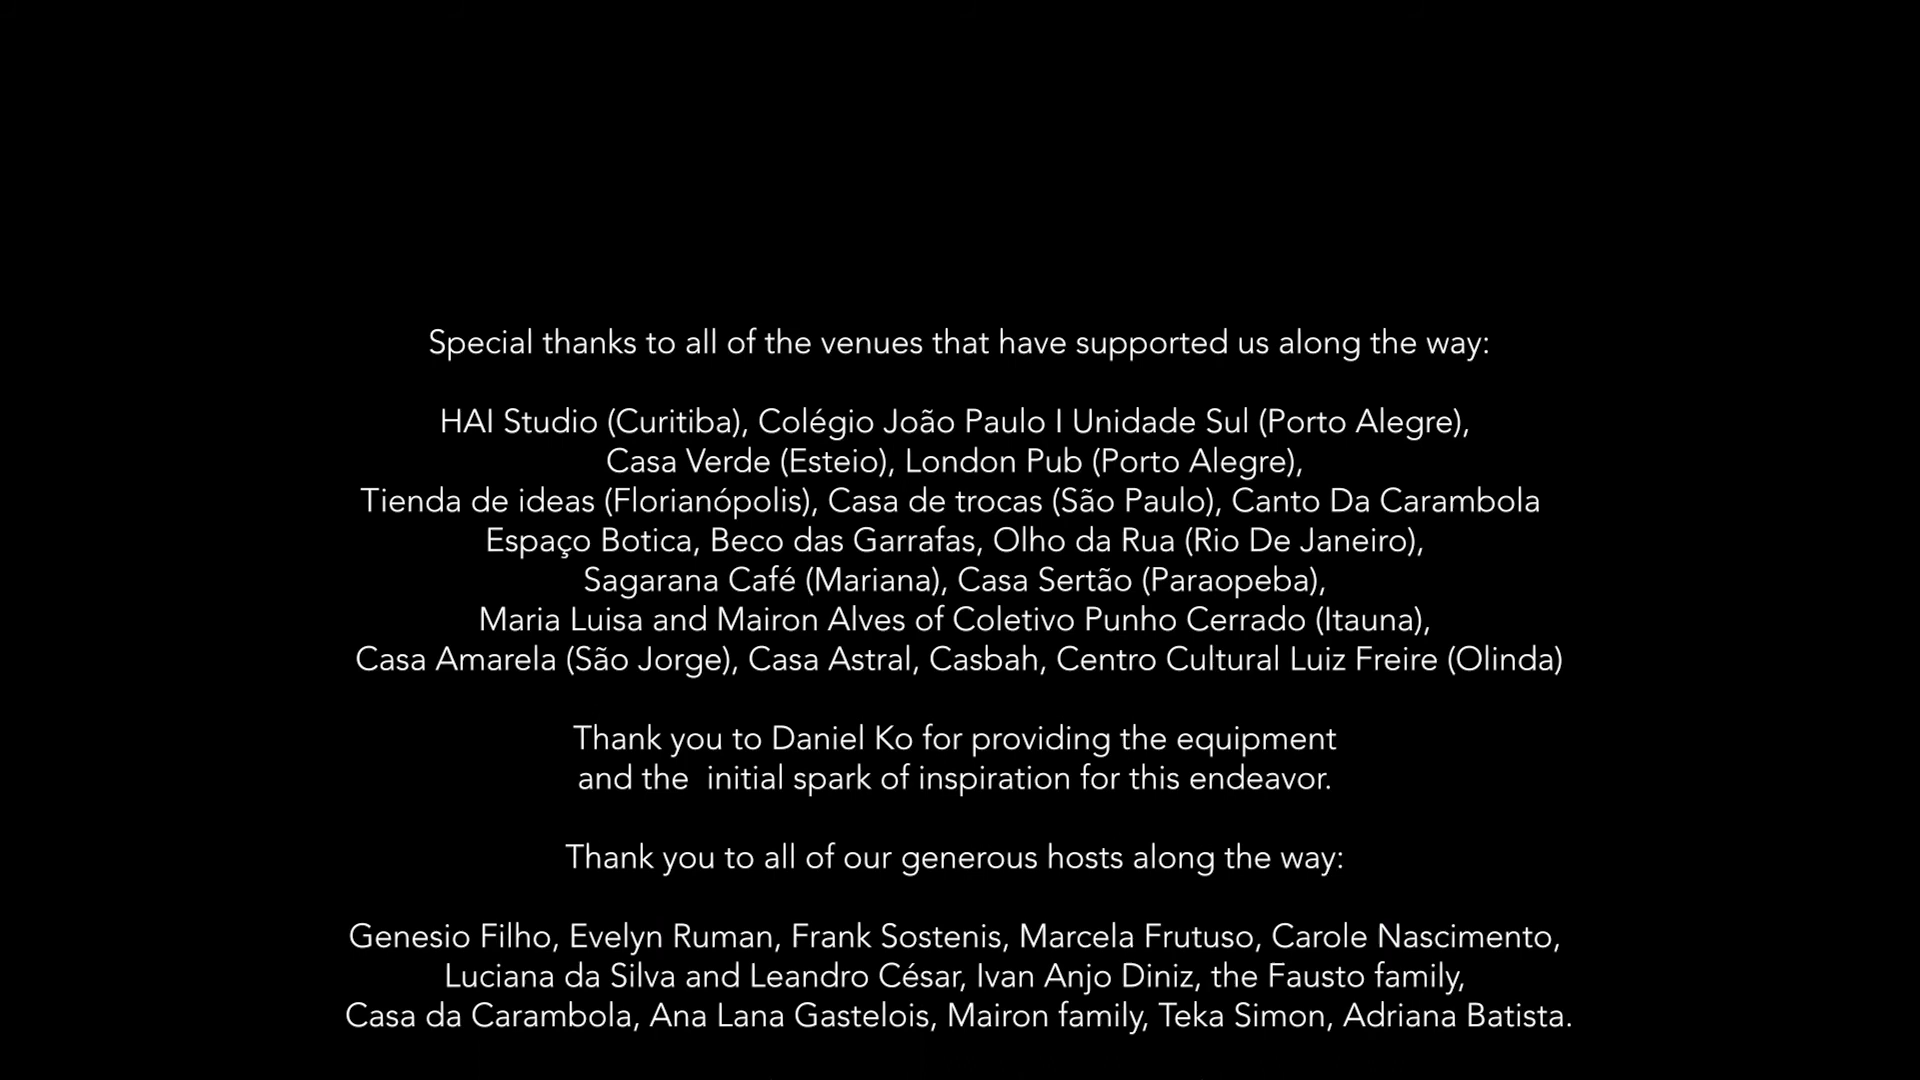 Special thanks to all of the venues that have supported us along the way:
HAI Studio (Curitiba), Colégio João Paulo I Unidade Sul (Porto Alegre),
Casa Verde (Esteio), London Pub (Porto Alegre),
Tienda de ideas (Florianópolis), Casa de trocas (São Paulo), Canto Da Carambola
Espaço Botica, Beco das Garrafas, Olho da Rua (Rio De Janeiro),
Sagarana Café (Mariana), Casa Sertão (Paraopeba),
Maria Luisa and Mairon Alves of Coletivo Punho Cerrado (Itauna),
Casa Amarela (São Jorge), Casa Astral, Casbah, Centro Cultural Luiz Freire (Olinda)
Thank you to Daniel Ko for providing the equipment
and the  initial spark of inspiration for this endeavor.
Thank you to all of our generous hosts along the way:
Genesio Filho, Evelyn Ruman, Frank Sostenis, Marcela Frutuso, Carole Nascimento,
Luciana da Silva and Leandro César, Ivan Anjo Diniz, the Fausto family,
Casa da Carambola, Ana Lana Gastelois, Mairon family, Teka Simon, Adriana Batista.